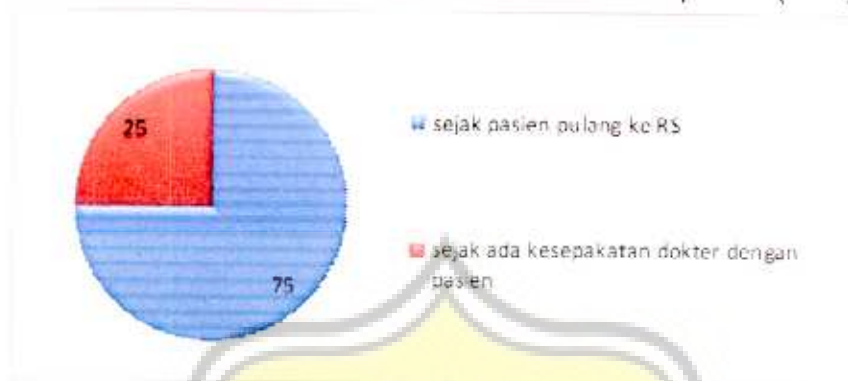 25
75
sejak pasien pulang ke RS
sejak ada kesepakatan dokter dengan
pasien